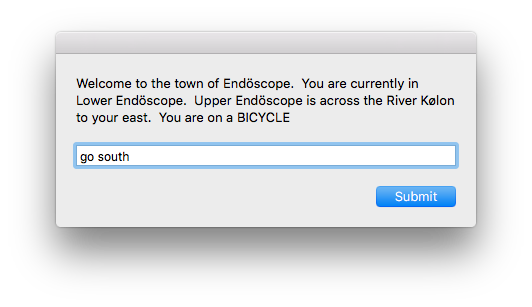 Welcome to the town of Endöscope.  You are currently in
Lower Endöscope.  Upper Endöscope is across the River Kølon
to your east.  You are on a BICYCLE
go south
Submit